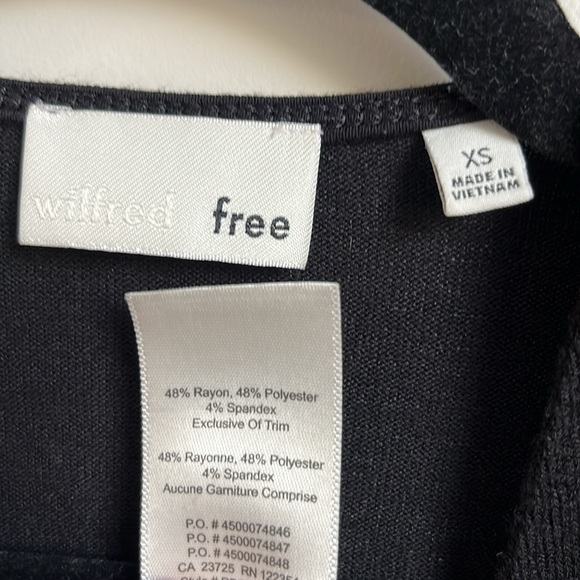 wilfred free
XS
MADE IN
VIETNAM
48% Rayon, 48% Polyester
4% Spandex
Exclusive Of Trim
48% Rayonne, 48% Polyester
4% Spandex
Aucune Garniture Comprise
P.O. # 4500074846
P.O. # 4500074847
P.O. # 4500074848
CA 23725 RN